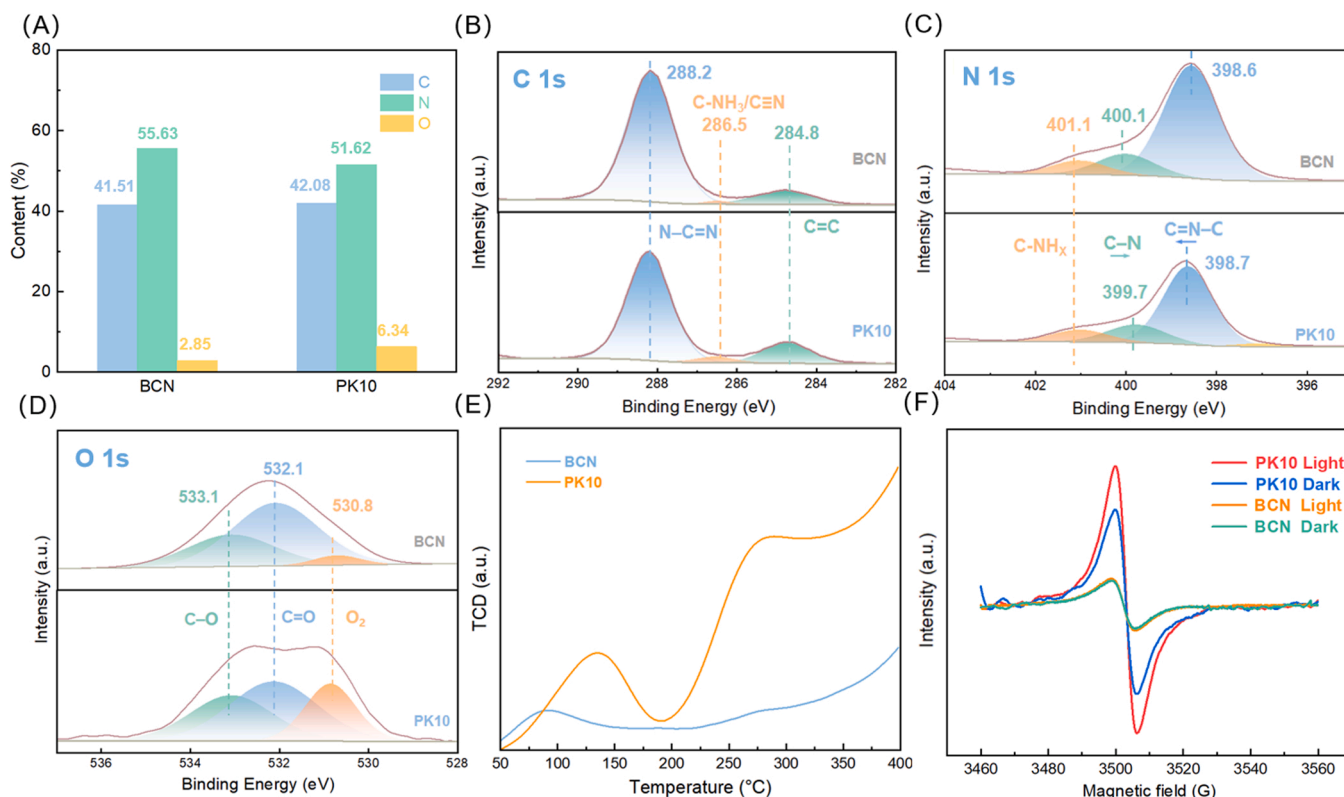 (A)
Content (%)
80
60
40
20
0
C
N
O
41.51
55.63
2.85
42.08
51.62
6.34
BCN
PK10
(B)
C 1s
288.2
C-NH₃/C≡N
286.5
284.8
BCN
N–C=N
C=C
PK10
Intensity (a.u.)
292
290
288
286
284
282
Binding Energy (eV)
(C)
N 1s
401.1
400.1
398.6
BCN
C-NHₓ
C–N
C=N–C
399.7
398.7
PK10
Intensity (a.u.)
404
402
400
398
396
Binding Energy (eV)
(D)
O 1s
533.1
532.1
530.8
BCN
C–O
C=O
O₂
PK10
Intensity (a.u.)
536
534
532
530
528
Binding Energy (eV)
(E)
BCN
PK10
TCD (a.u.)
50
100
150
200
250
300
350
400
Temperature (°C)
(F)
PK10 Light
PK10 Dark
BCN Light
BCN Dark
Intensity (a.u.)
3460
3480
3500
3520
3540
3560
Magnetic field (G)